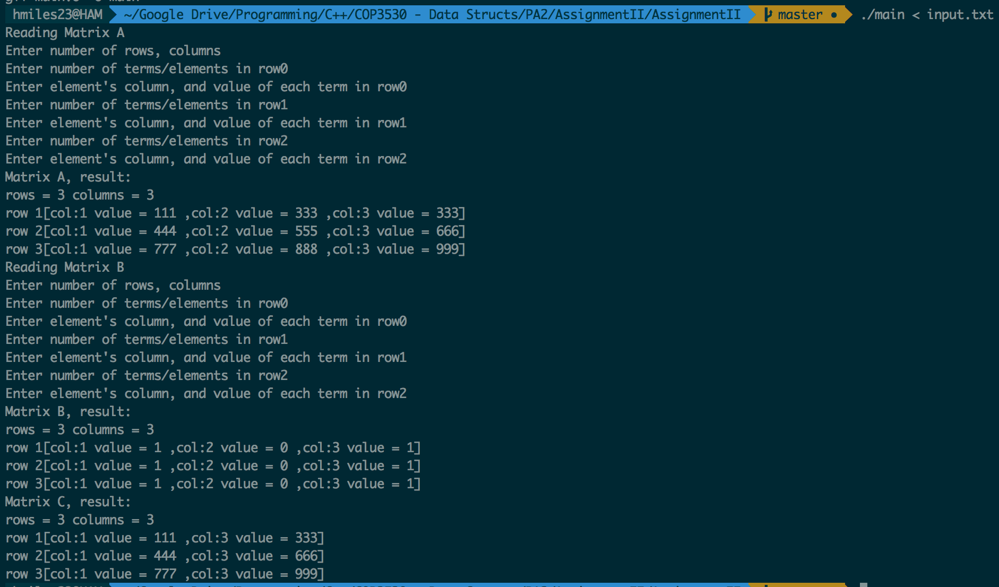 hmiles23@HAM ~/Google Drive/Programming/C++/COP3530 - Data Structs/PA2/AssignmentII/AssignmentII master ● ./main < input.txt
Reading Matrix A
Enter number of rows, columns
Enter number of terms/elements in row0
Enter element's column, and value of each term in row0
Enter number of terms/elements in row1
Enter element's column, and value of each term in row1
Enter number of terms/elements in row2
Enter element's column, and value of each term in row2
Matrix A, result:
rows = 3 columns = 3
row 1[col:1 value = 111 ,col:2 value = 333 ,col:3 value = 333]
row 2[col:1 value = 444 ,col:2 value = 555 ,col:3 value = 666]
row 3[col:1 value = 777 ,col:2 value = 888 ,col:3 value = 999]
Reading Matrix B
Enter number of rows, columns
Enter number of terms/elements in row0
Enter element's column, and value of each term in row0
Enter number of terms/elements in row1
Enter element's column, and value of each term in row1
Enter number of terms/elements in row2
Enter element's column, and value of each term in row2
Matrix B, result:
rows = 3 columns = 3
row 1[col:1 value = 1 ,col:2 value = 0 ,col:3 value = 1]
row 2[col:1 value = 1 ,col:2 value = 0 ,col:3 value = 1]
row 3[col:1 value = 1 ,col:2 value = 0 ,col:3 value = 1]
Matrix C, result:
rows = 3 columns = 3
row 1[col:1 value = 111 ,col:3 value = 333]
row 2[col:1 value = 444 ,col:3 value = 666]
row 3[col:1 value = 777 ,col:3 value = 999]